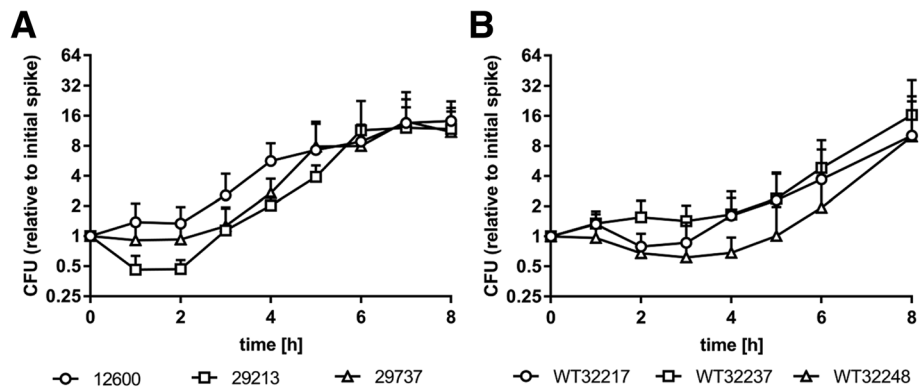 A
B
CFU (relative to initial spike)
64
32
16
8
4
2
1
0.5
0.25
0 2 4 6 8
time [h]
12600 29213 29737
CFU (relative to initial spike)
64
32
16
8
4
2
1
0.5
0.25
0 2 4 6 8
time [h]
WT32217 WT32237 WT32248